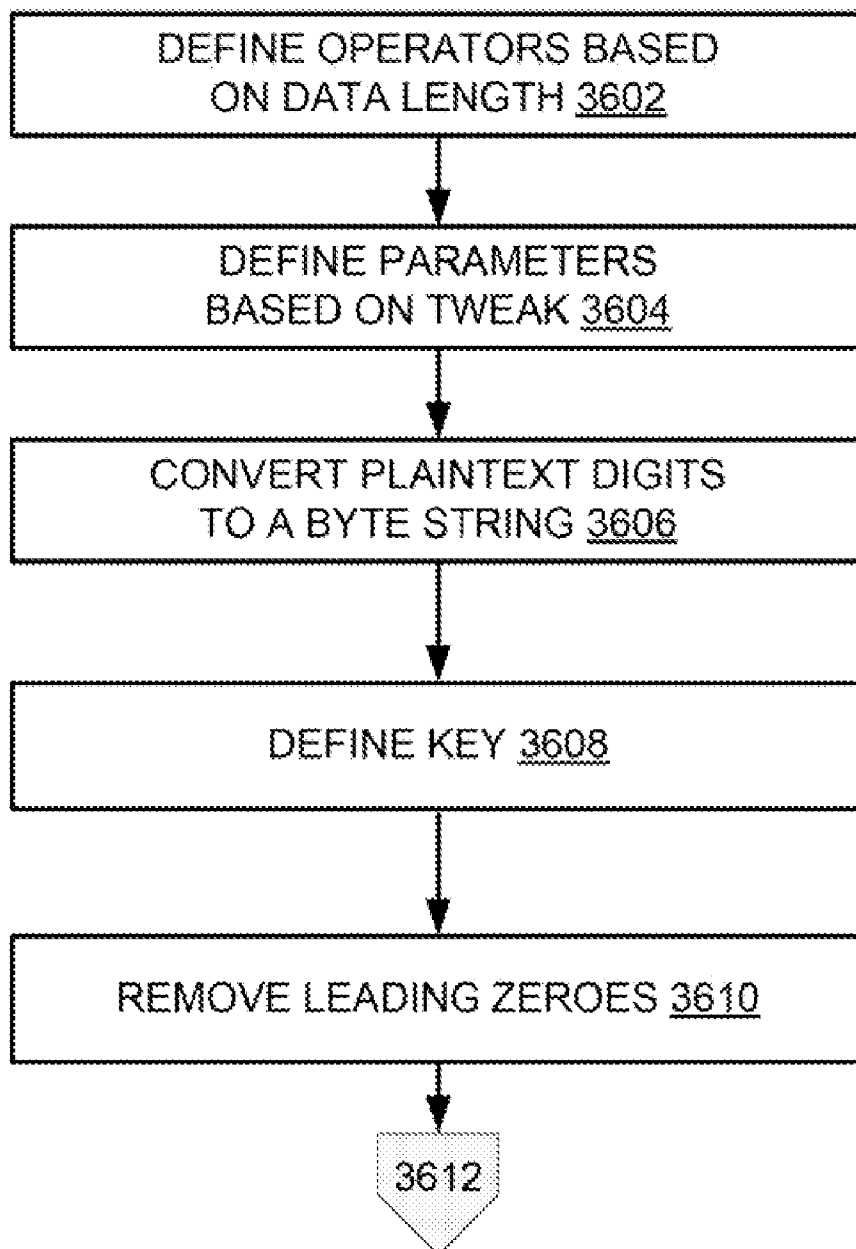 DEFINE OPERATORS BASED
ON DATA LENGTH 3602
DEFINE PARAMETERS
BASED ON TWEAK 3604
CONVERT PLAINTEXT DIGITS
TO A BYTE STRING 3606
DEFINE KEY 3608
REMOVE LEADING ZEROES 3610
3612